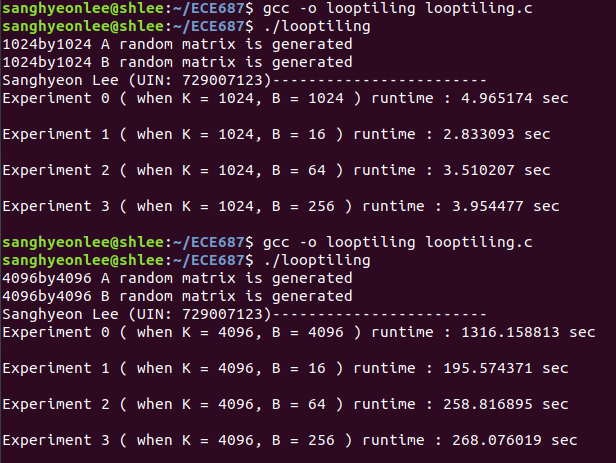 sanghyeonlee@shlee:~/ECE687$ gcc -o looptiling looptiling.c
sanghyeonlee@shlee:~/ECE687$ ./looptiling
1024by1024 A random matrix is generated
1024by1024 B random matrix is generated
Sanghyeon Lee (UIN: 729007123)------------------------
Experiment 0 ( when K = 1024, B = 1024 ) runtime : 4.965174 sec
Experiment 1 ( when K = 1024, B = 16 ) runtime : 2.833093 sec
Experiment 2 ( when K = 1024, B = 64 ) runtime : 3.510207 sec
Experiment 3 ( when K = 1024, B = 256 ) runtime : 3.954477 sec
sanghyeonlee@shlee:~/ECE687$ gcc -o looptiling looptiling.c
sanghyeonlee@shlee:~/ECE687$ ./looptiling
4096by4096 A random matrix is generated
4096by4096 B random matrix is generated
Sanghyeon Lee (UIN: 729007123)------------------------
Experiment 0 ( when K = 4096, B = 4096 ) runtime : 1316.158813 sec
Experiment 1 ( when K = 4096, B = 16 ) runtime : 195.574371 sec
Experiment 2 ( when K = 4096, B = 64 ) runtime : 258.816895 sec
Experiment 3 ( when K = 4096, B = 256 ) runtime : 268.076019 sec